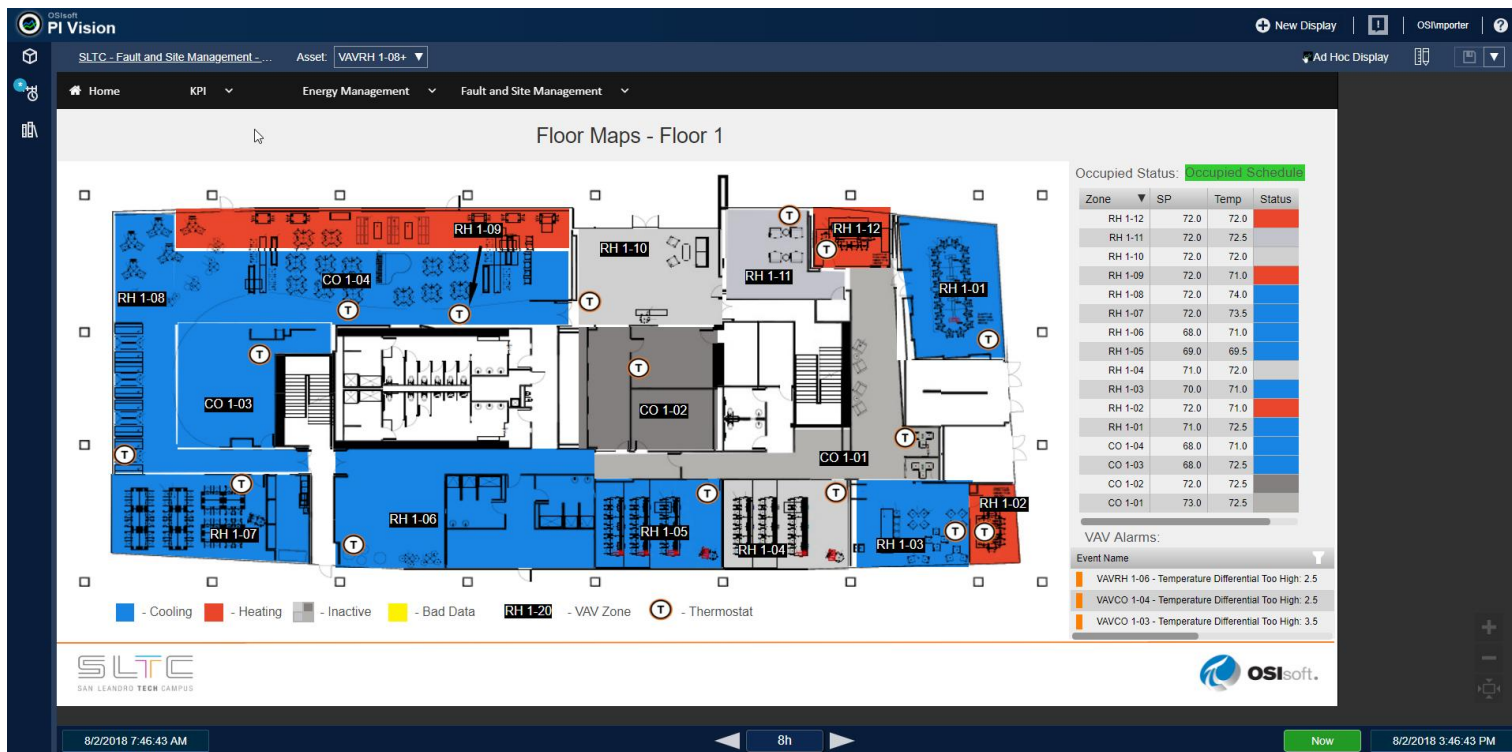 OSIsoft
PI Vision
New Display
OSIImporter
?
SLTC - Fault and Site Management - ...
Asset: VAVRH 1-08+ ▼
Ad Hoc Display
Home
KPI
Energy Management
Fault and Site Management
Floor Maps - Floor 1
Occupied Status: Occupied Schedule
Zone ▼ SP Temp Status
RH 1-12 72.0 72.0
RH 1-11 72.0 72.5
RH 1-10 72.0 72.0
RH 1-09 72.0 71.0
RH 1-08 72.0 74.0
RH 1-07 72.0 73.5
RH 1-06 68.0 71.0
RH 1-05 69.0 69.5
RH 1-04 71.0 72.0
RH 1-03 70.0 71.0
RH 1-02 72.0 71.0
RH 1-01 71.0 72.5
CO 1-04 68.0 71.0
CO 1-03 68.0 72.5
CO 1-02 72.0 72.5
CO 1-01 73.0 72.5
VAV Alarms:
Event Name
VAVRH 1-06 - Temperature Differential Too High: 2.5
VAVCO 1-04 - Temperature Differential Too High: 2.5
VAVCO 1-03 - Temperature Differential Too High: 3.5
T
RH 1-09
RH 1-12
T
RH 1-10
RH 1-11
CO 1-04
RH 1-08
RH 1-01
T
T
T
T
T
T
CO 1-03
CO 1-02
T
CO 1-01
T
T
T
T
RH 1-02
RH 1-06
RH 1-07
RH 1-05
RH 1-04
RH 1-03
T
T
T
- Cooling
- Heating
- Inactive
- Bad Data
RH 1-20 - VAV Zone
T - Thermostat
SLTC
SAN LEANDRO TECH CAMPUS
OSIsoft.
8/2/2018 7:46:43 AM
8h
Now
8/2/2018 3:46:43 PM